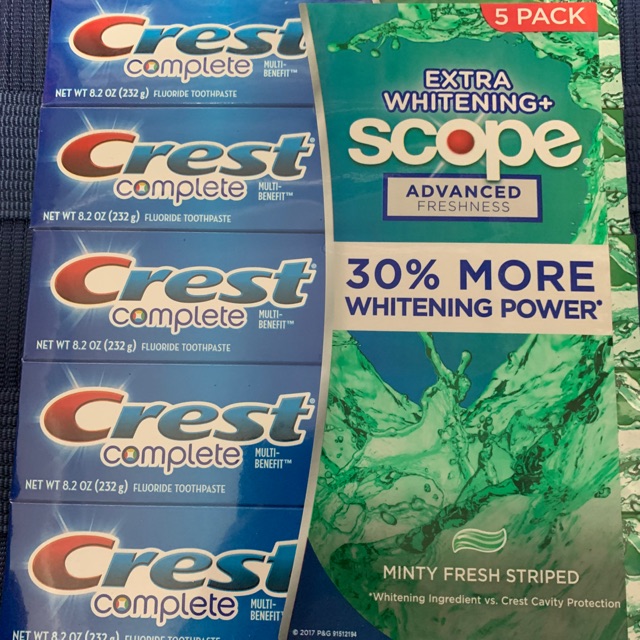 Crest
complete
MULTI-
BENEFIT™
NET WT 8.2 OZ (232 g) FLUORIDE TOOTHPASTE
Crest
complete
MULTI-
BENEFIT™
NET WT 8.2 OZ (232 g) FLUORIDE TOOTHPASTE
Crest
complete
MULTI-
BENEFIT™
NET WT 8.2 OZ (232 g) FLUORIDE TOOTHPASTE
Crest
complete
MULTI-
BENEFIT™
NET WT 8.2 OZ (232 g) FLUORIDE TOOTHPASTE
Crest
complete
MULTI-
BENEFIT
NET WT 8.2 OZ (232 g) FLUORIDE TOOTHPASTE
5 PACK
EXTRA
WHITENING+
scope®
ADVANCED
FRESHNESS
30% MORE
WHITENING POWER*
MINTY FRESH STRIPED
*Whitening Ingredient vs. Crest Cavity Protection
© 2017 P&G 91512194